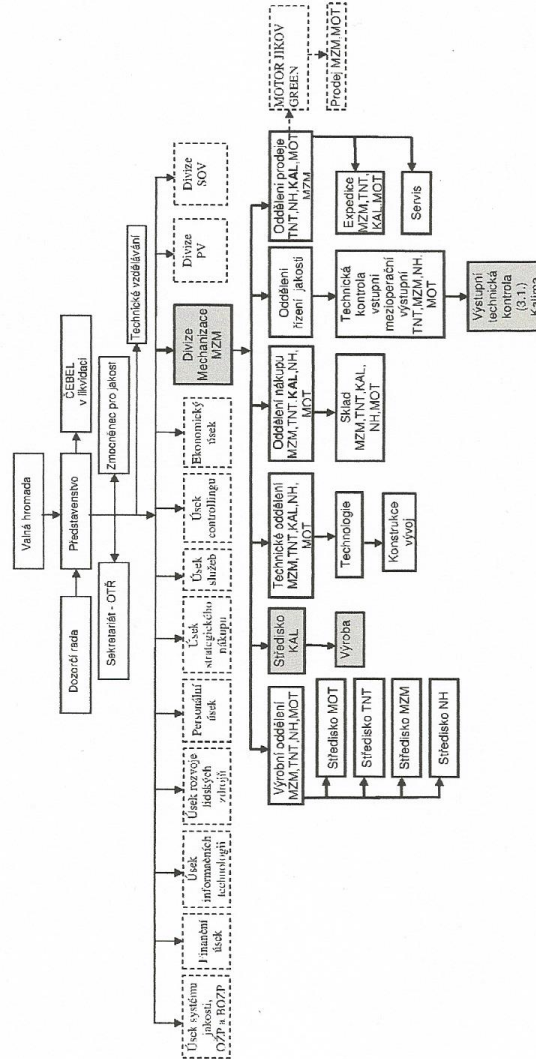 Valná hromada
Dozorčí rada
Představenstvo
ČEBEL
v likvidaci
Sekretariát - OTŘ
Zmocněnec pro jakost
Technické vzdělávání
Úsek systému
jakosti,
OŽP a BOZP
Finanční
úsek
Úsek
informačních
technologií
Úsek rozvoje
lidských
zdrojů
Personální
úsek
Úsek
strategického
nákupu
Úsek
služeb
Úsek
controllingu
Ekonomický
úsek
Divize
Mechanizace
MZM
Divize
PV
Divize
SOV
Výrobní oddělení
MZM,TNT,NH,MOT
Středisko MOT
Středisko TNT
Středisko MZM
Středisko NH
Středisko
KAL
Výroba
Technické oddělení
MZM,TNT,KAL,NH,
MOT
Technologie
Konstrukce
vývoj
Oddělení nákupu
MZM,TNT,KAL,NH,
MOT
Sklad
MZM,TNT,KAL,
NH,MOT
Oddělení
řízení jakosti
Technická
kontrola
vstupní
mezioperační
výstupní
TNT,MZM,NH,
MOT
Výstupní
technická
kontrola
(3.1.)
Kalírna
Oddělení prodeje
TNT,NH,KAL,MOT
MZM
Expedice
MZM,TNT,
KAL,MOT
Servis
MOTOR JIKOV
GREEN
Prodej MZM,MOT